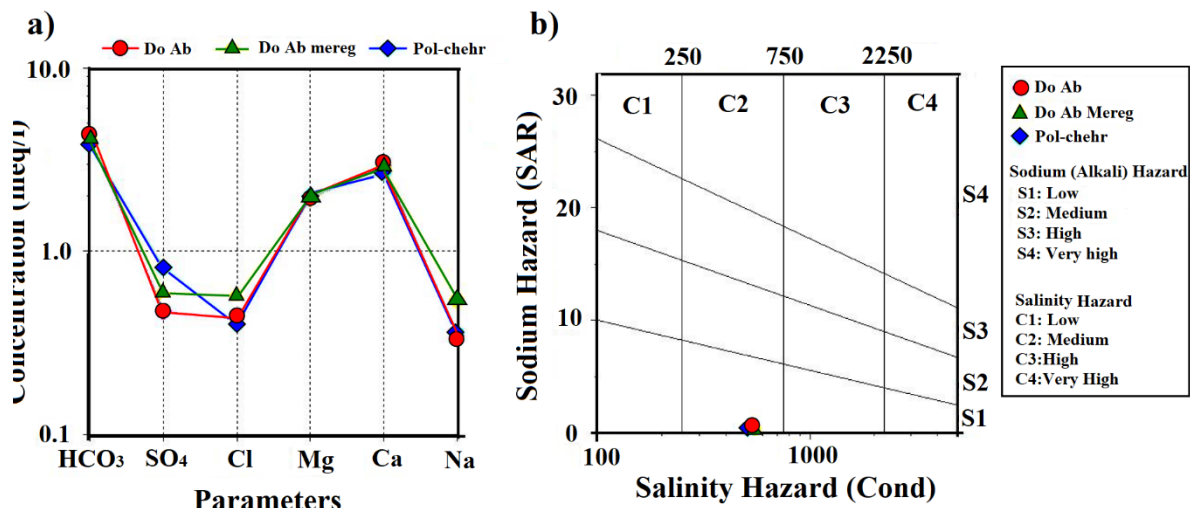 a)
Do Ab Do Ab mereg Pol-chehr
10.0
1.0
0.1
Concentration (meq/l)
HCO3 SO4 Cl Mg Ca Na
Parameters
b)
250 750 2250
30
20
10
0
Sodium Hazard (SAR)
C1 C2 C3 C4
S4
S3
S2
S1
100 1000
Salinity Hazard (Cond)
Do Ab
Do Ab Mereg
Pol-chehr
Sodium (Alkali) Hazard
S1: Low
S2: Medium
S3: High
S4: Very high
Salinity Hazard
C1: Low
C2: Medium
C3:High
C4:Very High